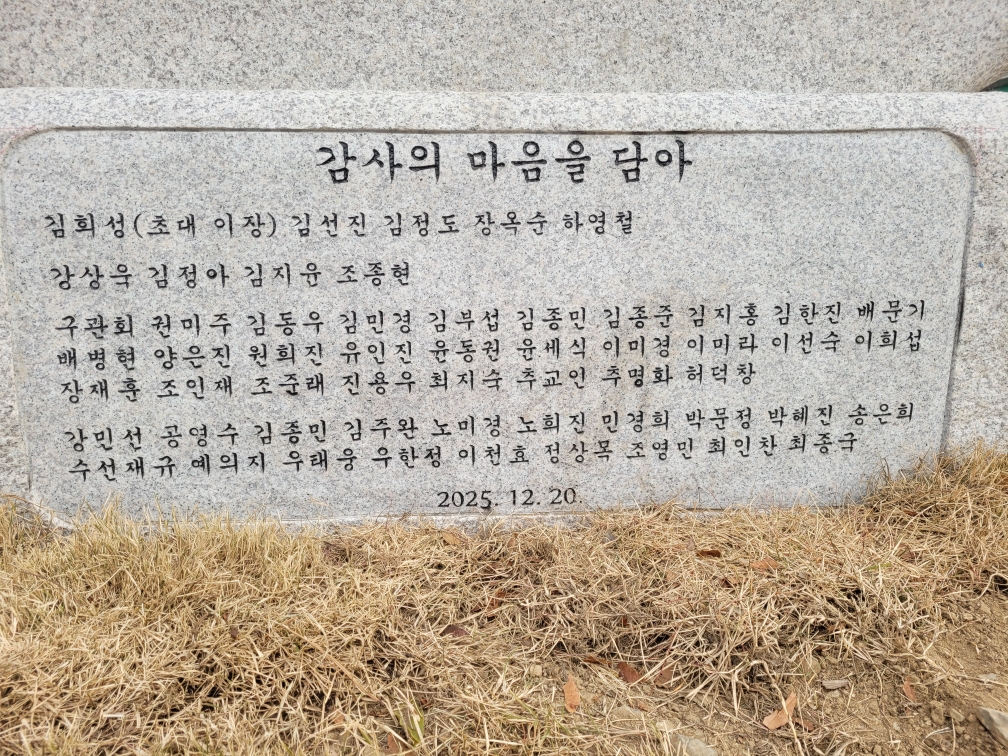 감사의 마음을 담아
김희성(초대 이장) 김선진 김정도 장옥순 하영철
강상욱 김정아 김지윤 조종현
구관회 권미주 김동우 김민경 김부섭 김종민 김종준 김지홍 김한진 배문기
배병현 양은진 원희진 유인진 윤동권 윤세식 이미경 이미라 이선숙 이희섭
장재훈 조인재 조준래 진용우 최지숙 추교인 추명화 허덕창
강민선 공영수 김종민 김주완 노미경 노희진 민경희 박문정 박혜진 송은희
수선재규 예의지 우태웅 우한정 이천효 정상목 조영민 최인찬 최종국
2025. 12. 20.